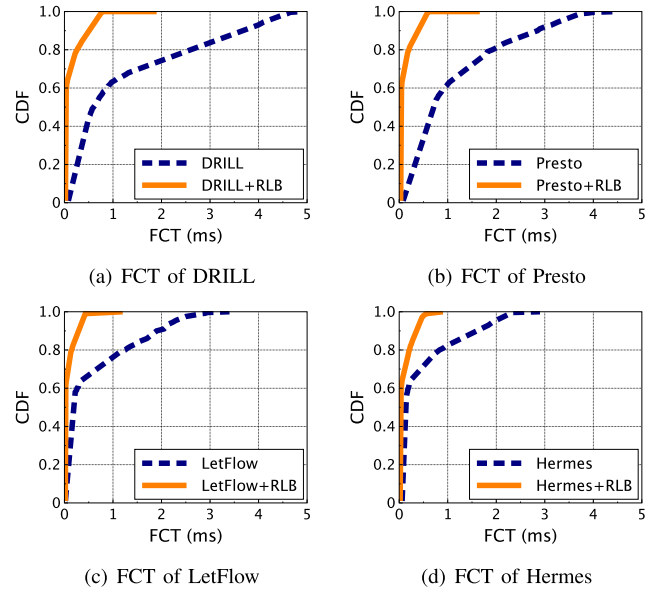 1.0
0.8
0.6
0.4
0.2
0
CDF
DRILL
DRILL+RLB
0 1 2 3 4 5
FCT (ms)
(a) FCT of DRILL
1.0
0.8
0.6
0.4
0.2
0
CDF
Presto
Presto+RLB
0 1 2 3 4 5
FCT (ms)
(b) FCT of Presto
1.0
0.8
0.6
0.4
0.2
0
CDF
LetFlow
LetFlow+RLB
0 1 2 3 4 5
FCT (ms)
(c) FCT of LetFlow
1.0
0.8
0.6
0.4
0.2
0
CDF
Hermes
Hermes+RLB
0 1 2 3 4 5
FCT (ms)
(d) FCT of Hermes